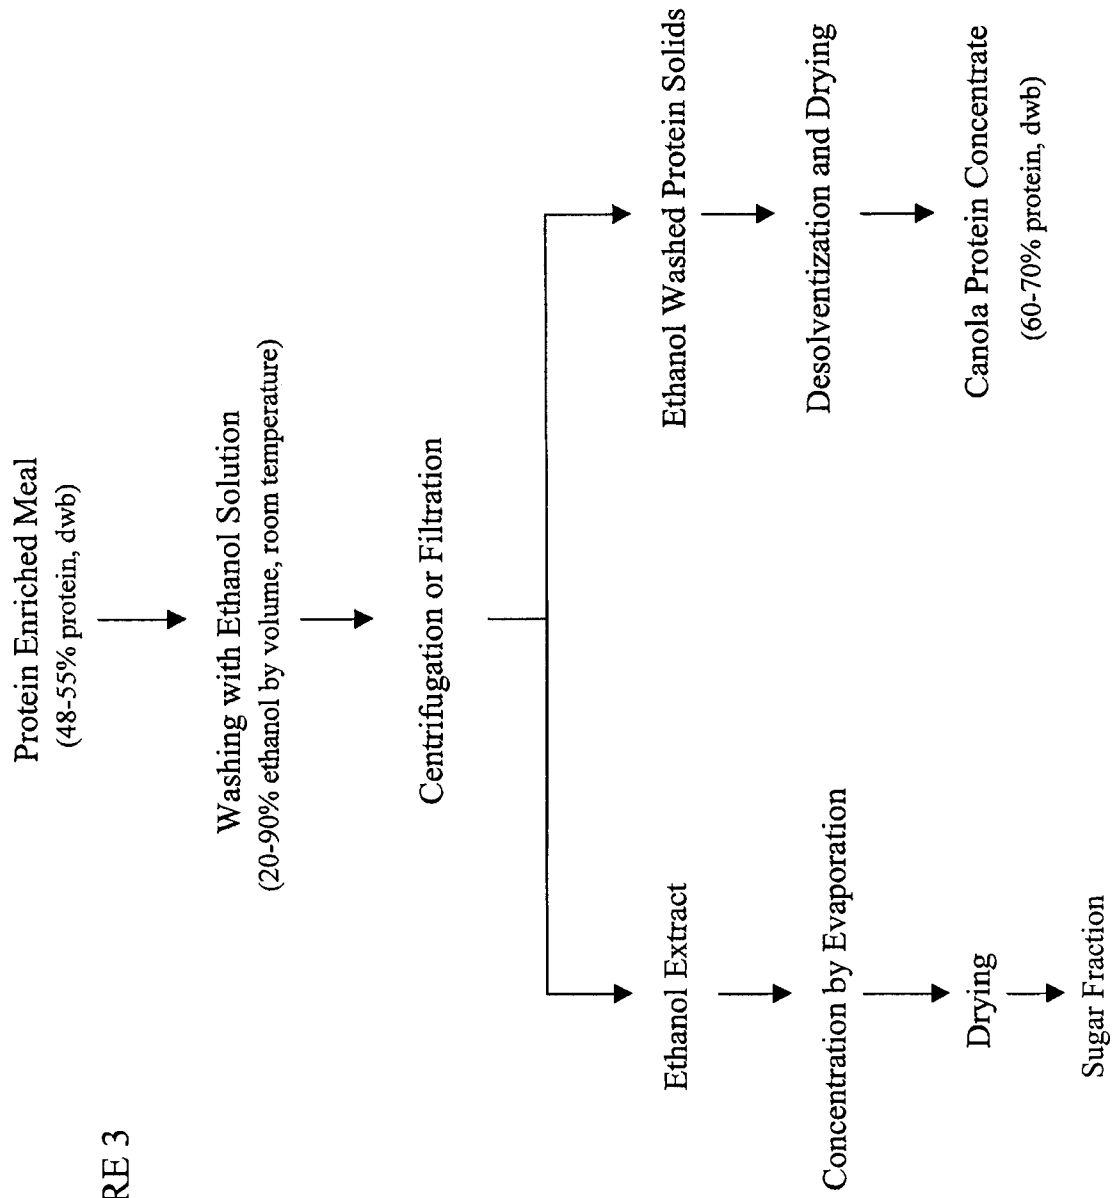 RE 3
Protein Enriched Meal
(48-55% protein, dwb)
Washing with Ethanol Solution
(20-90% ethanol by volume, room temperature)
Centrifugation or Filtration
Ethanol Extract
Concentration by Evaporation
Drying
Sugar Fraction
Ethanol Washed Protein Solids
Desolventization and Drying
Canola Protein Concentrate
(60-70% protein, dwb)